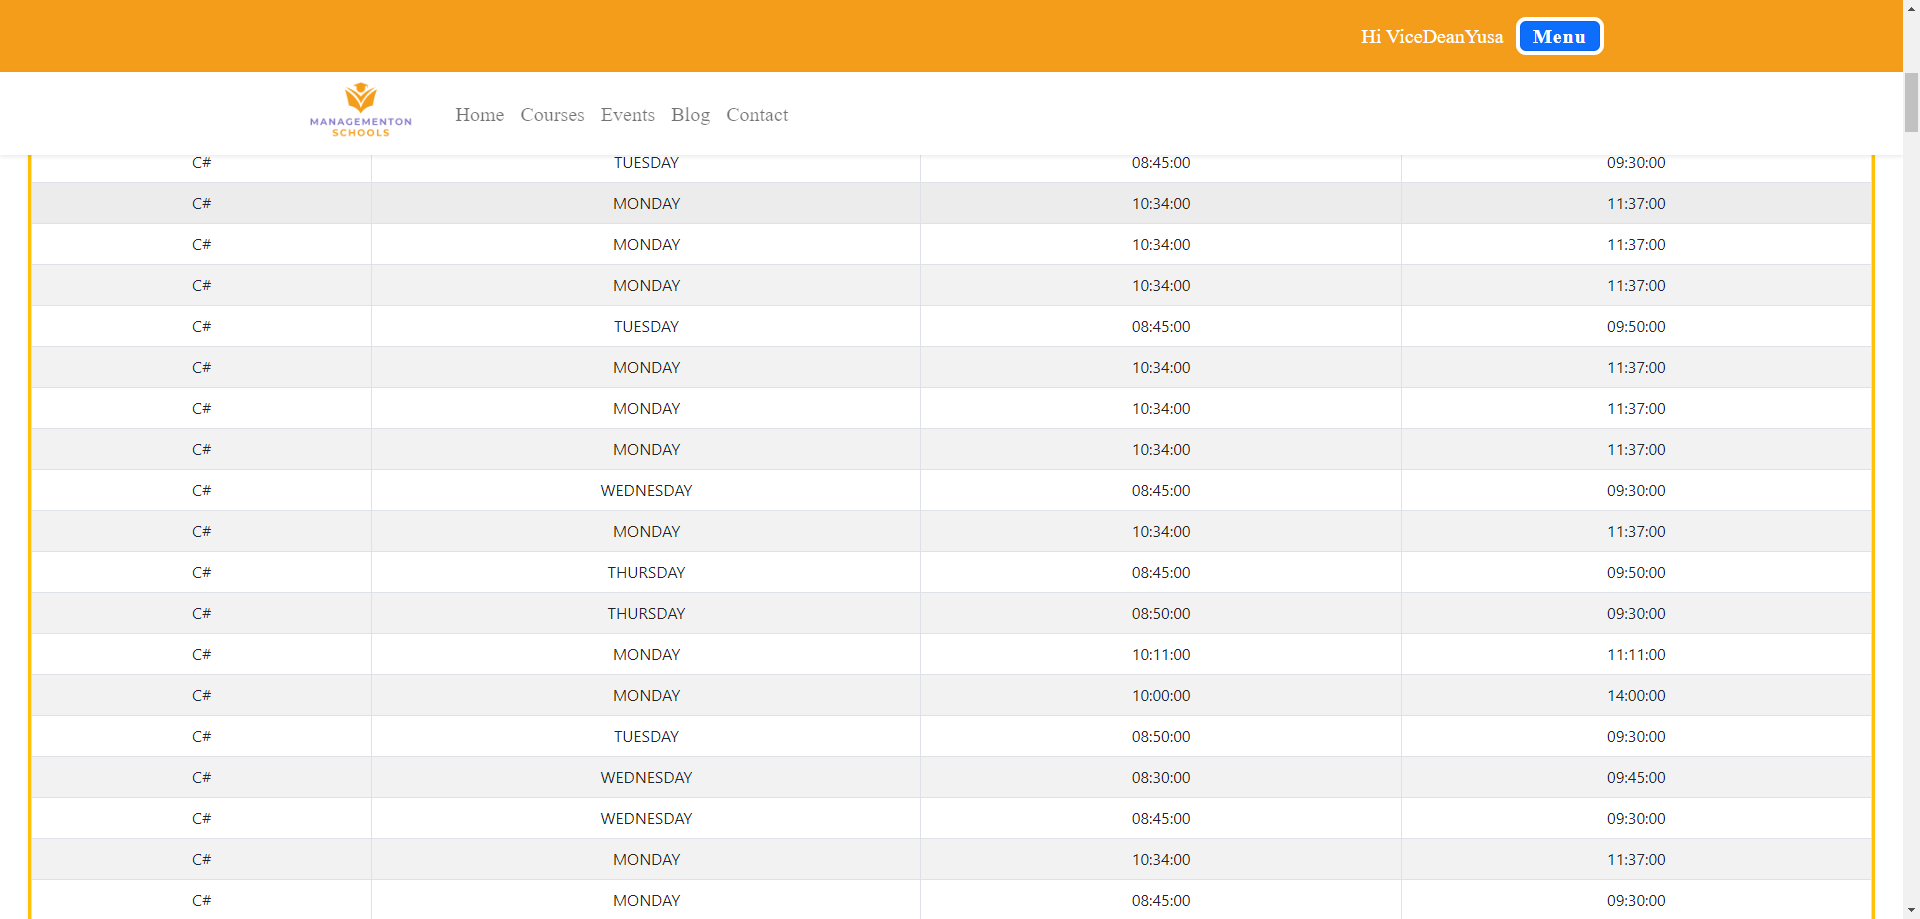 Hi ViceDeanYusa Menu
MANAGEMENTON
SCHOOLS
Home Courses Events Blog Contact
C# TUESDAY 08:45:00 09:30:00
C# MONDAY 10:34:00 11:37:00
C# MONDAY 10:34:00 11:37:00
C# MONDAY 10:34:00 11:37:00
C# TUESDAY 08:45:00 09:50:00
C# MONDAY 10:34:00 11:37:00
C# MONDAY 10:34:00 11:37:00
C# MONDAY 10:34:00 11:37:00
C# WEDNESDAY 08:45:00 09:30:00
C# MONDAY 10:34:00 11:37:00
C# THURSDAY 08:45:00 09:50:00
C# THURSDAY 08:50:00 09:30:00
C# MONDAY 10:11:00 11:11:00
C# MONDAY 10:00:00 14:00:00
C# TUESDAY 08:50:00 09:30:00
C# WEDNESDAY 08:30:00 09:45:00
C# WEDNESDAY 08:45:00 09:30:00
C# MONDAY 10:34:00 11:37:00
C# MONDAY 08:45:00 09:30:00